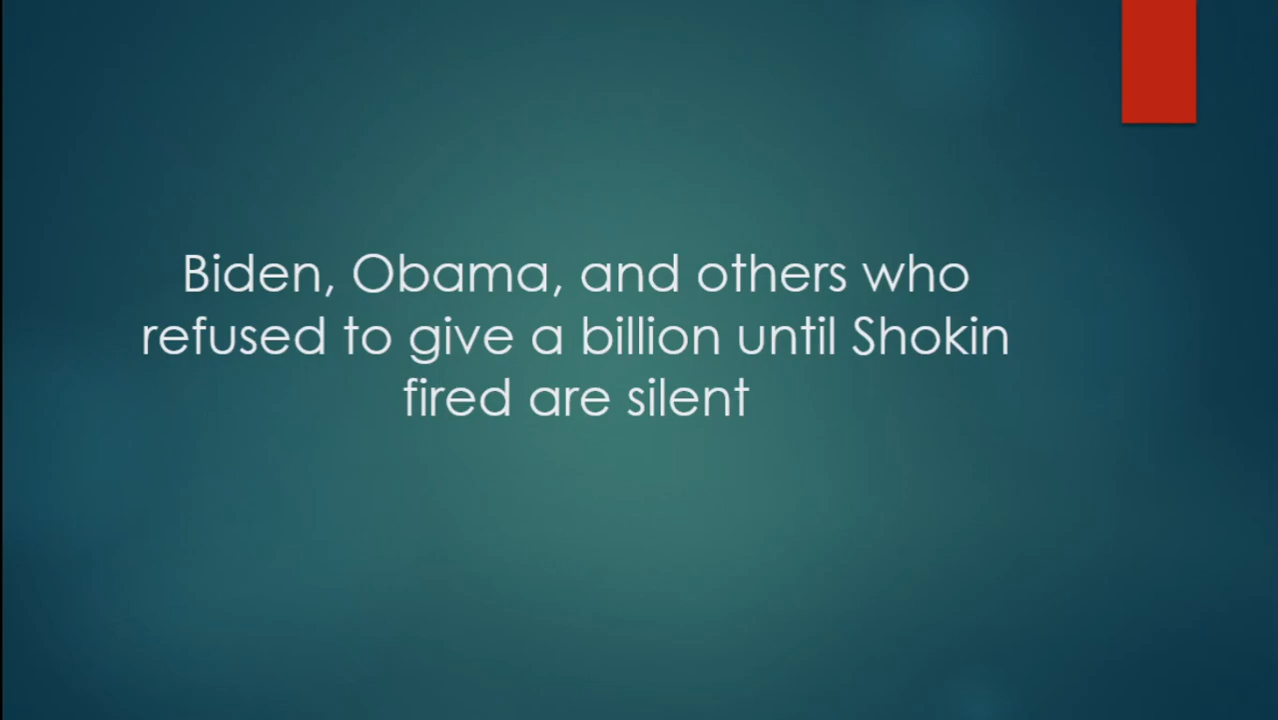 Biden, Obama, and others who
refused to give a billion until Shokin
fired are silent